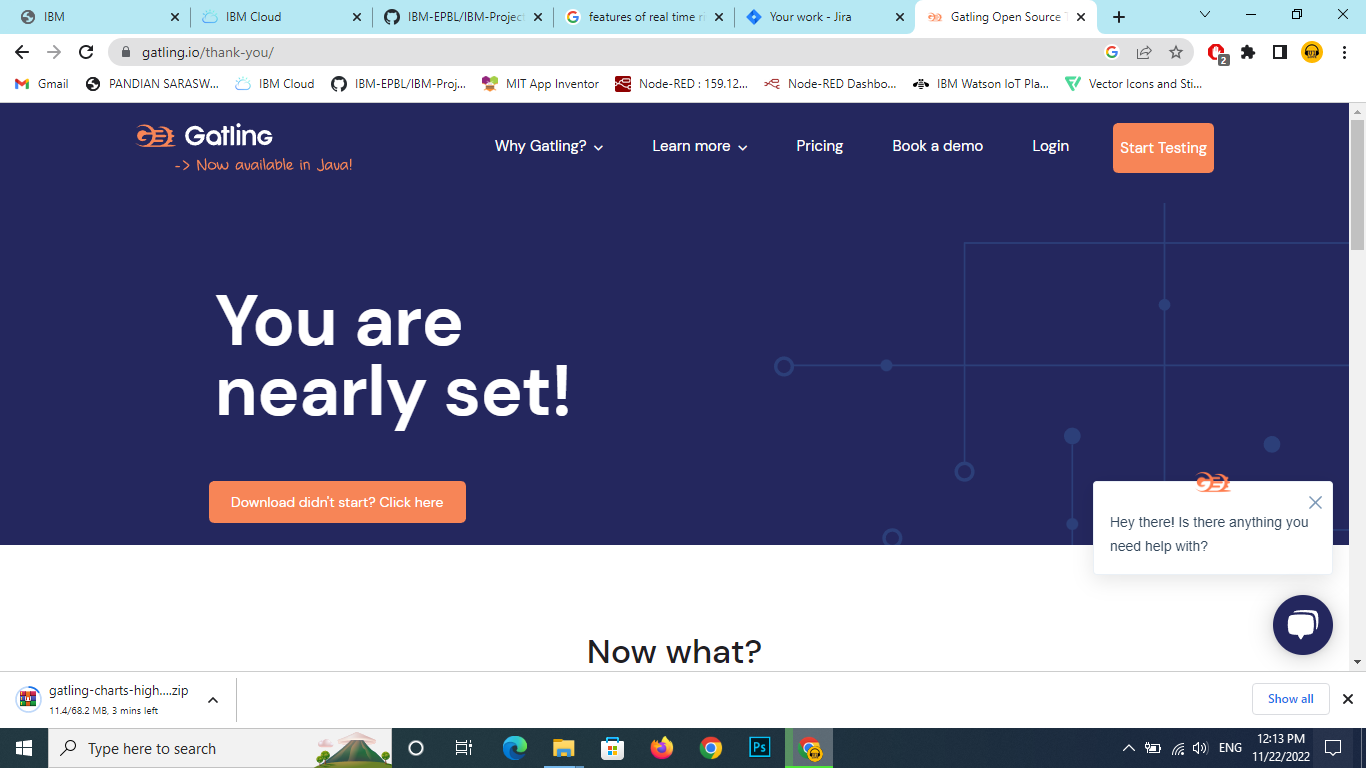 IBM
IBM Cloud
IBM-EPBL/IBM-Project
features of real time ri
Your work - Jira
Gatling Open Source T
gatling.io/thank-you/
2
Gmail
PANDIAN SARASW...
IBM Cloud
IBM-EPBL/IBM-Proj...
MIT App Inventor
Node-RED : 159.12...
Node-RED Dashbo...
IBM Watson IoT Pla...
Vector Icons and Sti...
Gatling
-> Now available in Java!
Why Gatling?
Learn more
Pricing
Book a demo
Login
Start Testing
You are
nearly set!
Download didn't start? Click here
Hey there! Is there anything you
need help with?
Now what?
gatling-charts-high....zip
11.4/68.2 MB, 3 mins left
Show all
Type here to search
Ps
ENG
12:13 PM
11/22/2022